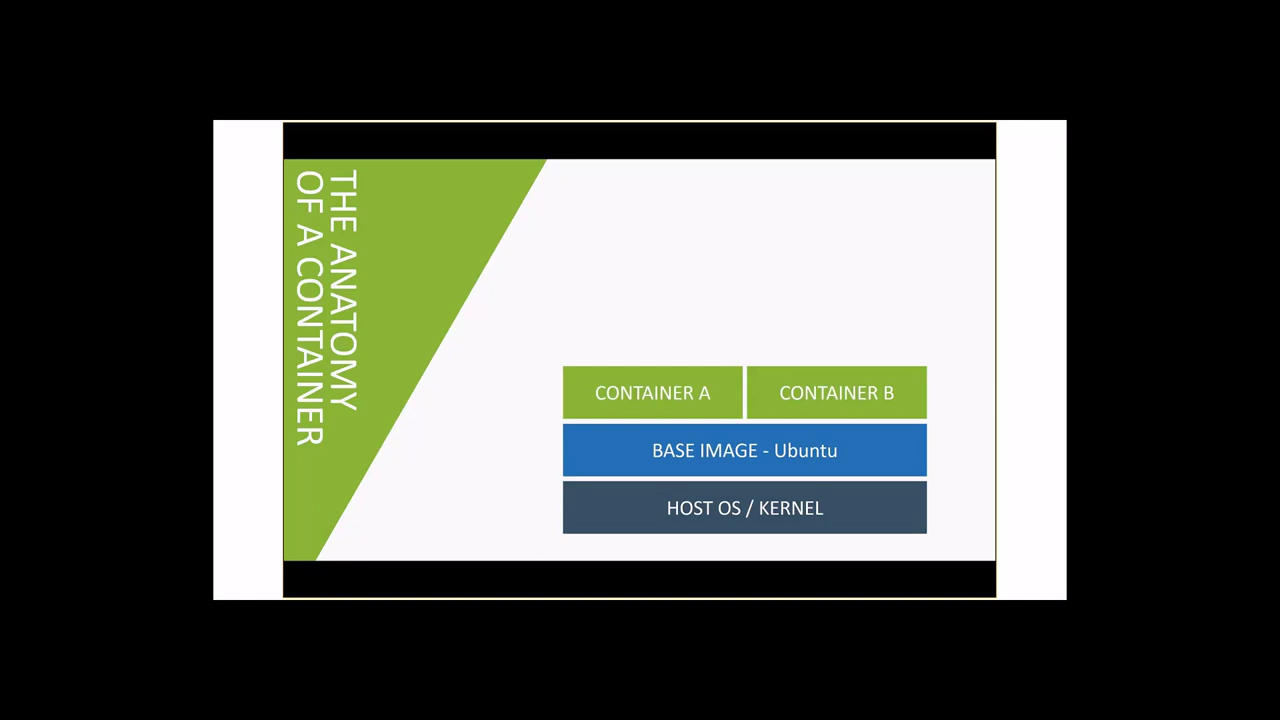 THE ANATOMY
OF A CONTAINER
CONTAINER A
CONTAINER B
BASE IMAGE - Ubuntu
HOST OS / KERNEL